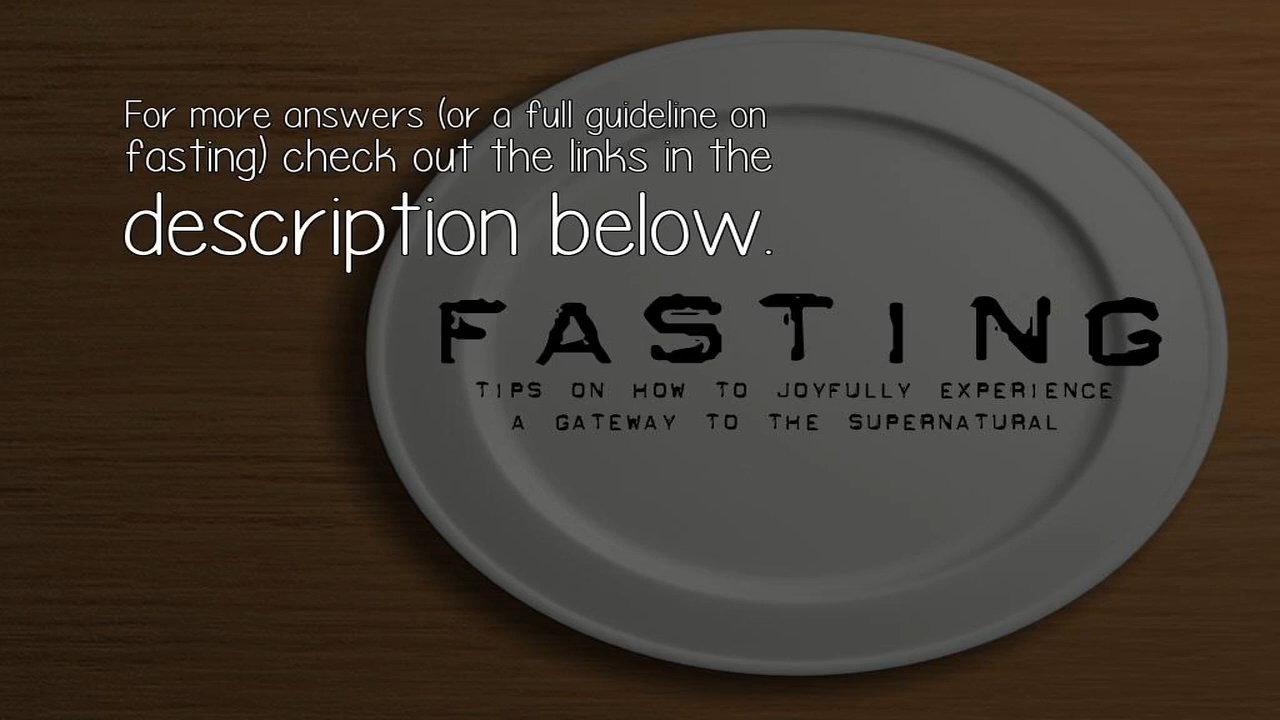 For more answers (or a full guideline on
fasting) check out the links in the
description below.
FASTING
TIPS ON HOW TO JOYFULLY EXPERIENCE
A GATEWAY TO THE SUPERNATURAL